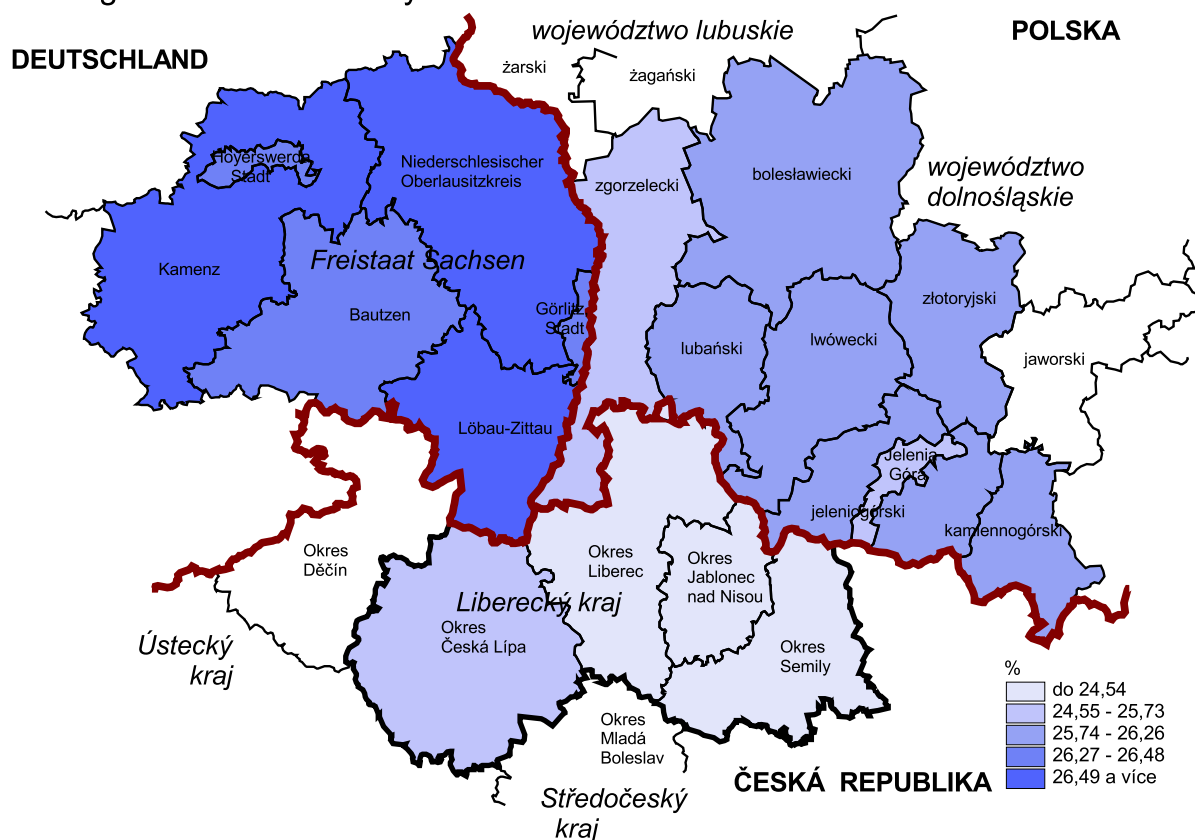 DEUTSCHLAND
województwo lubuskie
POLSKA
żarski
żagański
Hoyerswerda
Stadt
Niederschlesischer
Oberlausitzkreis
zgorzelecki
bolesławiecki
województwo
dolnośląskie
Kamenz
Freistaat Sachsen
Bautzen
Görlitz
Stadt
lubański
lwówecki
złotoryjski
jaworski
Löbau-Zittau
Jelenia
Góra
jeleniogórski
kamiennogórski
Okres
Děčín
Okres
Liberec
Okres
Jablonec
nad Nisou
Liberecký kraj
Okres
Česká Lípa
Okres
Semily
Ústecký
kraj
Okres
Mladá
Boleslav
Středočeský
kraj
ČESKÁ REPUBLIKA
%
do 24,54
24,55 - 25,73
25,74 - 26,26
26,27 - 26,48
26,49 a více